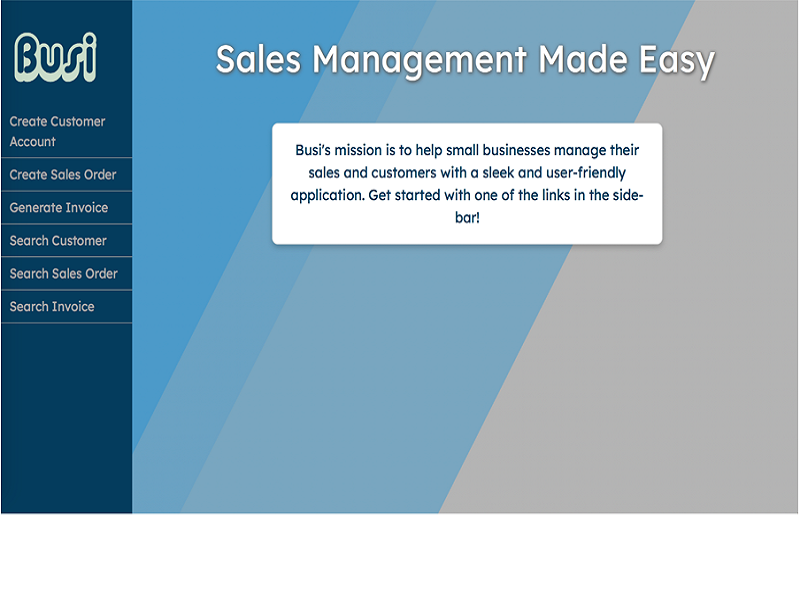 Busi
Create Customer
Account
Create Sales Order
Generate Invoice
Search Customer
Search Sales Order
Search Invoice
Sales Management Made Easy
Busi's mission is to help small businesses manage their
sales and customers with a sleek and user-friendly
application. Get started with one of the links in the side-
bar!